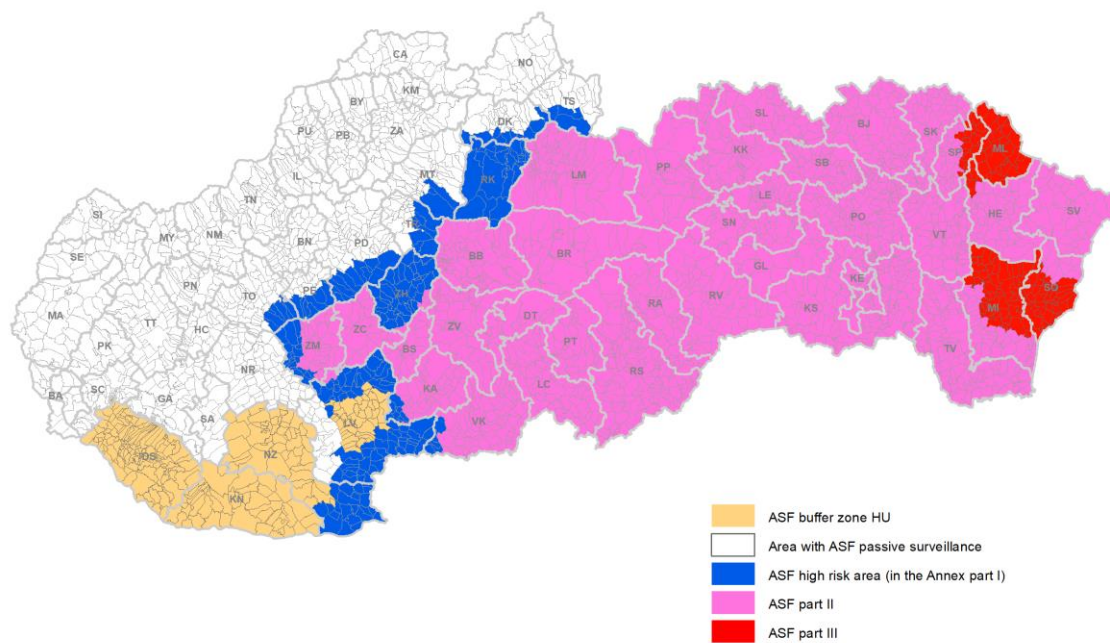 CA
NO
KM
BY
TS
DK
PU
PB
ZA
SL
BJ
SK
SP
ML
KK
IL
MT
RK
LM
PP
SB
TN
LE
SI
PO
HE
SV
MY
NM
BN
PD
SN
VT
SE
BB
BR
GL
PN
PE
ZH
KE
SO
TO
RA
RV
MA
TT
HC
ZC
ZV
DT
KS
MI
PK
ZM
BS
PT
TV
NR
RS
SC
GA
KA
LC
BA
SA
LV
VK
NZ
DS
KN
ASF buffer zone HU
Area with ASF passive surveillance
ASF high risk area (in the Annex part I)
ASF part II
ASF part III